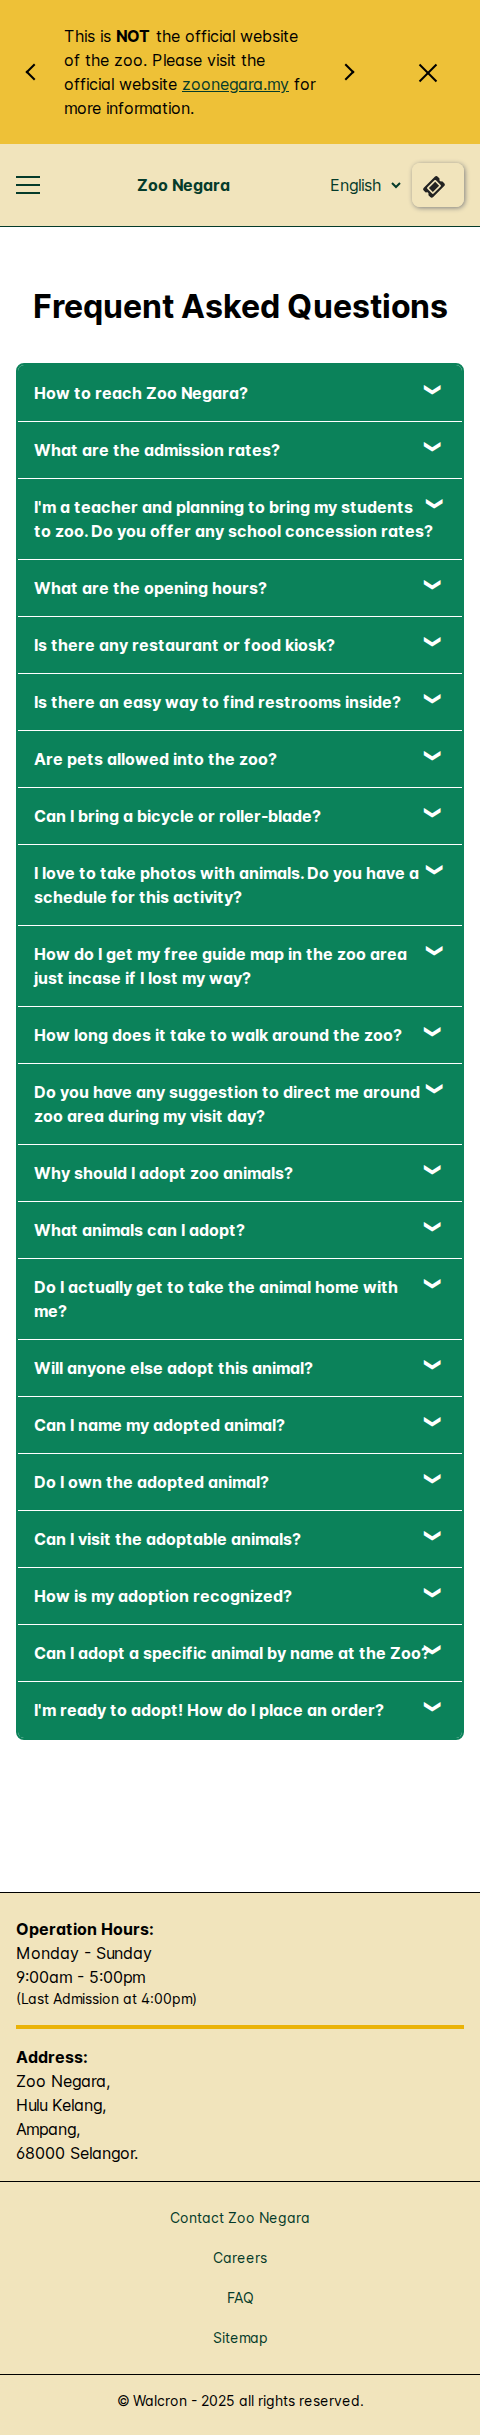 This is NOT the official website
of the zoo. Please visit the
official website zoonegara.my for
more information.
Zoo Negara
English
Frequent Asked Questions
How to reach Zoo Negara?
What are the admission rates?
I'm a teacher and planning to bring my students
to zoo. Do you offer any school concession rates?
What are the opening hours?
Is there any restaurant or food kiosk?
Is there an easy way to find restrooms inside?
Are pets allowed into the zoo?
Can I bring a bicycle or roller-blade?
I love to take photos with animals. Do you have a
schedule for this activity?
How do I get my free guide map in the zoo area
just incase if I lost my way?
How long does it take to walk around the zoo?
Do you have any suggestion to direct me around
zoo area during my visit day?
Why should I adopt zoo animals?
What animals can I adopt?
Do I actually get to take the animal home with
me?
Will anyone else adopt this animal?
Can I name my adopted animal?
Do I own the adopted animal?
Can I visit the adoptable animals?
How is my adoption recognized?
Can I adopt a specific animal by name at the Zoo?
I'm ready to adopt! How do I place an order?
Operation Hours:
Monday - Sunday
9:00am - 5:00pm
(Last Admission at 4:00pm)
Address:
Zoo Negara,
Hulu Kelang,
Ampang,
68000 Selangor.
Contact Zoo Negara
Careers
FAQ
Sitemap
© Walcron - 2025 all rights reserved.